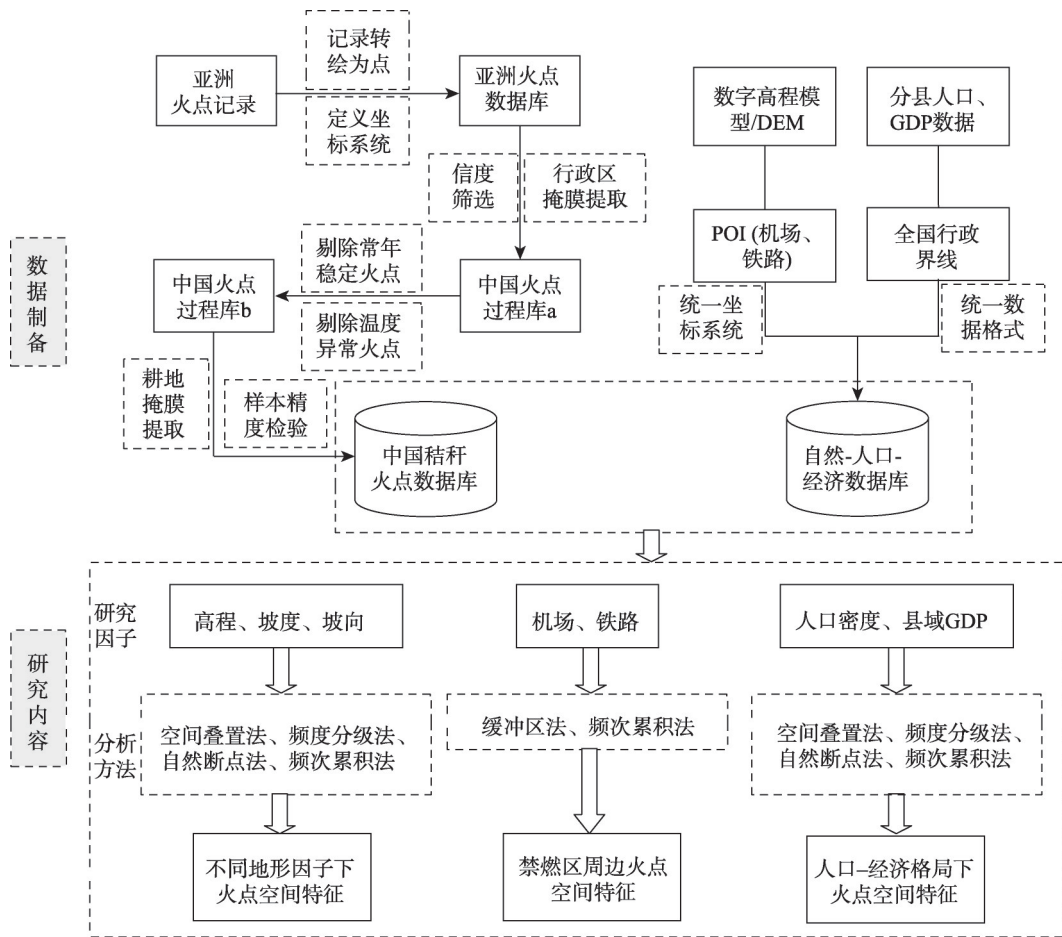 记录转
绘为点
亚洲
火点记录
定义坐
标系统
亚洲火点
数据库
数字高程模
型/DEM
分县人口、
GDP数据
信度
筛选
行政区
掩膜提取
数据制备
剔除常年
稳定火点
中国火点
过程库b
中国火点
过程库a
剔除温度
异常火点
POI (机场、
铁路)
全国行政
界线
统一坐
标系统
统一数
据格式
耕地
掩膜
提取
样本精
度检验
中国秸秆
火点数据库
自然-人口-
经济数据库
研究内容
研究
因子
高程、坡度、坡向
机场、铁路
人口密度、县域GDP
分析
方法
空间叠置法、频度分级法、
自然断点法、频次累积法
缓冲区法、频次累积法
空间叠置法、频度分级法、
自然断点法、频次累积法
不同地形因子下
火点空间特征
禁燃区周边火点
空间特征
人口–经济格局下
火点空间特征